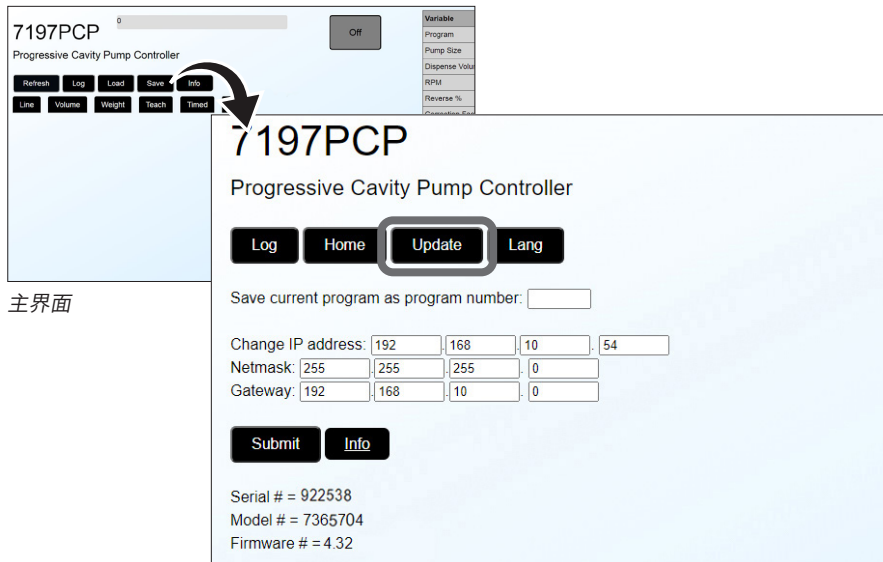 7197PCP
0
Off
Progressive Cavity Pump Controller
Refresh Log Load Save Info
Line Volume Weight Teach Timed
Variable
Program
Pump Size
Dispense
RPM
Reverse %
主界面
7197PCP
Progressive Cavity Pump Controller
Log Home Update Lang
Save current program as program number:
Change IP address: 192 . 168 . 10 . 54
Netmask: 255 . 255 . 255 . 0
Gateway: 192 . 168 . 10 . 0
Submit Info
Serial # = 922538
Model # = 7365704
Firmware # = 4.32